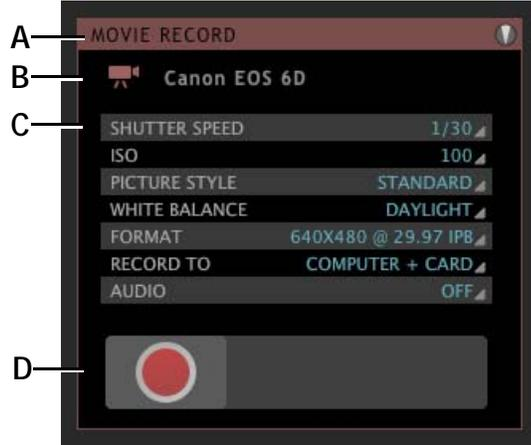 A MOVIE RECORD
B Canon EOS 6D
C SHUTTER SPEED 1/30
ISO 100
PICTURE STYLE STANDARD
WHITE BALANCE DAYLIGHT
FORMAT 640X480 @ 29.97 IPB
RECORD TO COMPUTER + CARD
AUDIO OFF
D